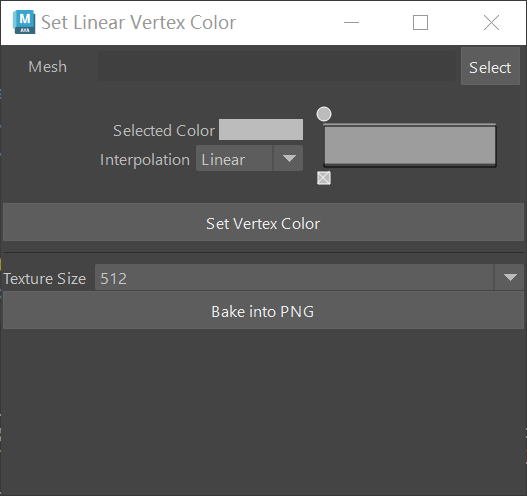 M
AYA
Set Linear Vertex Color
Mesh
Select
Selected Color
Interpolation
Linear
Set Vertex Color
Texture Size
512
Bake into PNG